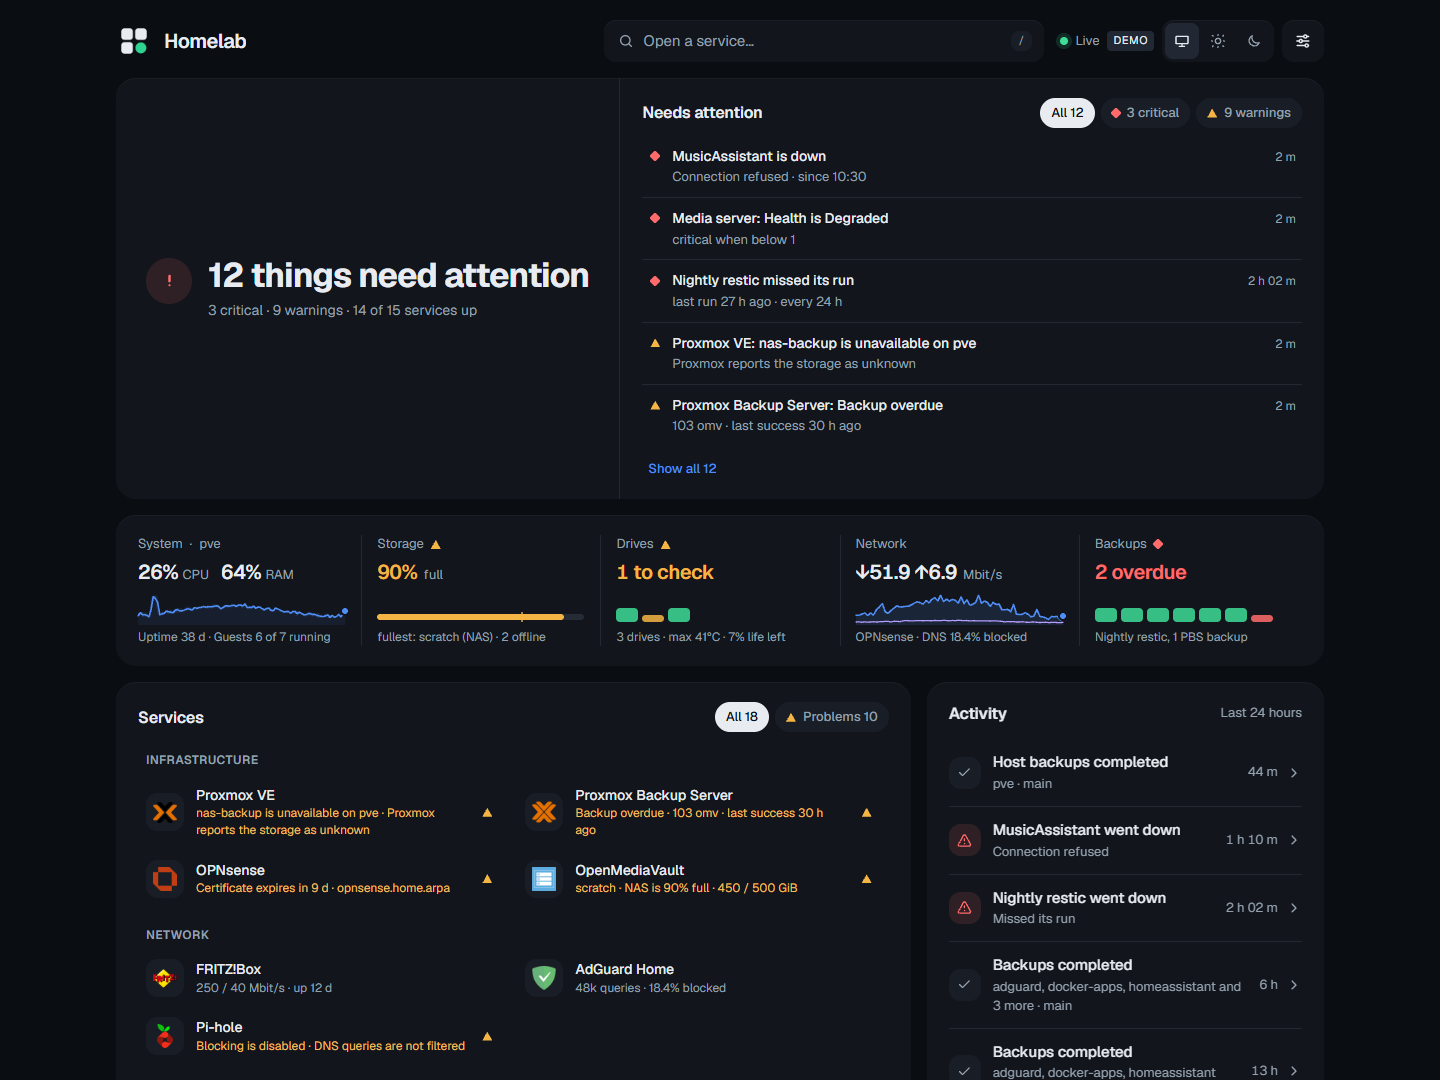 Homelab
Open a service...
/
Live
DEMO
12 things need attention
3 critical · 9 warnings · 14 of 15 services up
Needs attention
All 12
3 critical
9 warnings
MusicAssistant is down
2 m
Connection refused · since 10:30
Media server: Health is Degraded
2 m
critical when below 1
Nightly restic missed its run
2 h 02 m
last run 27 h ago · every 24 h
Proxmox VE: nas-backup is unavailable on pve
2 m
Proxmox reports the storage as unknown
Proxmox Backup Server: Backup overdue
2 m
103 omv · last success 30 h ago
Show all 12
System · pve
26% CPU 64% RAM
Uptime 38 d · Guests 6 of 7 running
Storage
90% full
fullest: scratch (NAS) · 2 offline
Drives
1 to check
3 drives · max 41°C · 7% life left
Network
↓51.9 ↑6.9 Mbit/s
OPNsense · DNS 18.4% blocked
Backups
2 overdue
Nightly restic, 1 PBS backup
Services
All 18
Problems 10
INFRASTRUCTURE
Proxmox VE
nas-backup is unavailable on pve · Proxmox
reports the storage as unknown
Proxmox Backup Server
Backup overdue · 103 omv · last success 30 h
ago
OPNsense
Certificate expires in 9 d · opnsense.home.arpa
OpenMediaVault
scratch · NAS is 90% full · 450 / 500 GiB
NETWORK
FRITZ!Box
250 / 40 Mbit/s · up 12 d
AdGuard Home
48k queries · 18.4% blocked
Pi-hole
Blocking is disabled · DNS queries are not filtered
Activity
Last 24 hours
Host backups completed
44 m
pve · main
MusicAssistant went down
1 h 10 m
Connection refused
Nightly restic went down
2 h 02 m
Missed its run
Backups completed
adguard, docker-apps, homeassistant and
6 h
3 more · main
Backups completed
adguard, docker-apps, homeassistant
13 h